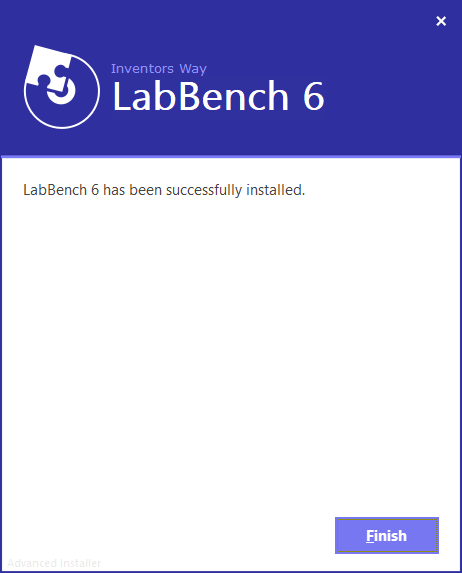 Inventors Way
LabBench 6
LabBench 6 has been successfully installed.
Finish
Advanced Installer